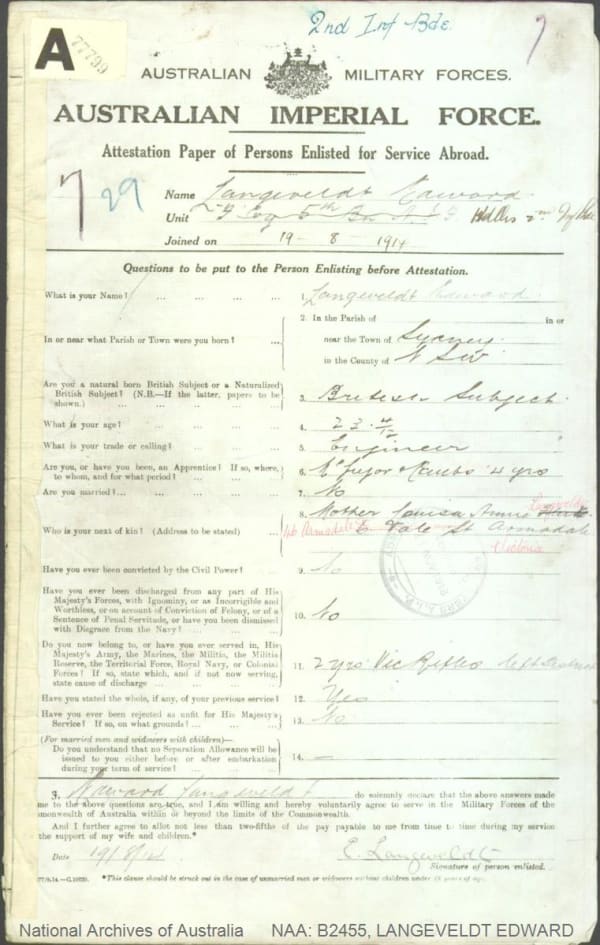 2nd Inf Bde.
A
77799
AUSTRALIAN MILITARY FORCES.
AUSTRALIAN IMPERIAL FORCE.
Attestation Paper of Persons Enlisted for Service Abroad.
729
Name Langeveldt Edward
Unit "F" Coy 5th Bn A.I.F Hd Qrs 2nd Inf Bde
Joined on 19 - 8 - 1914
Questions to be put to the Person Enlisting before Attestation.
What is your Name? ... ... ... ... 1. Langeveldt Edward.
2. In the Parish of in or
In or near what Parish or Town were you born? ... near the Town of Sydney
in the County of N S W
Are you a natural born British Subject or a Naturalized
British Subject? (N.B.—If the latter, papers to be
shown.) ... ... ... ... 3. British Subject.
What is your age? ... ... ... ... 4. 23 4/12
What is your trade or calling? ... ... ... 5. Engineer
Are you, or have you been, an Apprentice? If so, where,
to whom, and for what period? ... ... ... 6. 4 yrs
Are you married? ... ... ... ... 7. No
8. Mother Louisa Annie Langeveldt
Who is your next of kin? (Address to be stated) ... Armadale Vale St Armadale
Victoria
Have you ever been convicted by the Civil Power? ... 9. No
Have you ever been discharged from any part of His
Majesty's Forces, with Ignominy, or as Incorrigible and
Worthless, or on account of Conviction of Felony, or of a
Sentence of Penal Servitude, or have you been dismissed
with Disgrace from the Navy? ... ... ... 10. No
Do you now belong to, or have you ever served in, His
Majesty's Army, the Marines, the Militia, the Militia
Reserve, the Territorial Force, Royal Navy, or Colonial
Forces? If so, state which, and if not now serving,
state cause of discharge ... ... ... 11. 2 yrs Vic Rifles left
Have you stated the whole, if any, of your previous service? 12. Yes
Have you ever been rejected as unfit for His Majesty's
Service? If so, on what grounds? ... ... 13. No
(For married men and widowers with children)—
Do you understand that no Separation Allowance will be
issued to you either before or after embarkation
during your term of service? ... ... ... 14. —
3. Edward Langeveldt do solemnly declare that the above answers made
me to the above questions are true, and I am willing and hereby voluntarily agree to serve in the Military Forces of the
monwealth of Australia within or beyond the limits of the Commonwealth.
And I further agree to allot not less than two-fifths of the pay payable to me from time to time during my service
the support of my wife and children.*
Date 19/8/14 E. Langeveldt
Signature of person enlisted.
*This clause should be struck out in the case of unmarried men or widowers without children under 18 years of age.
National Archives of Australia NAA: B2455, LANGEVELDT EDWARD